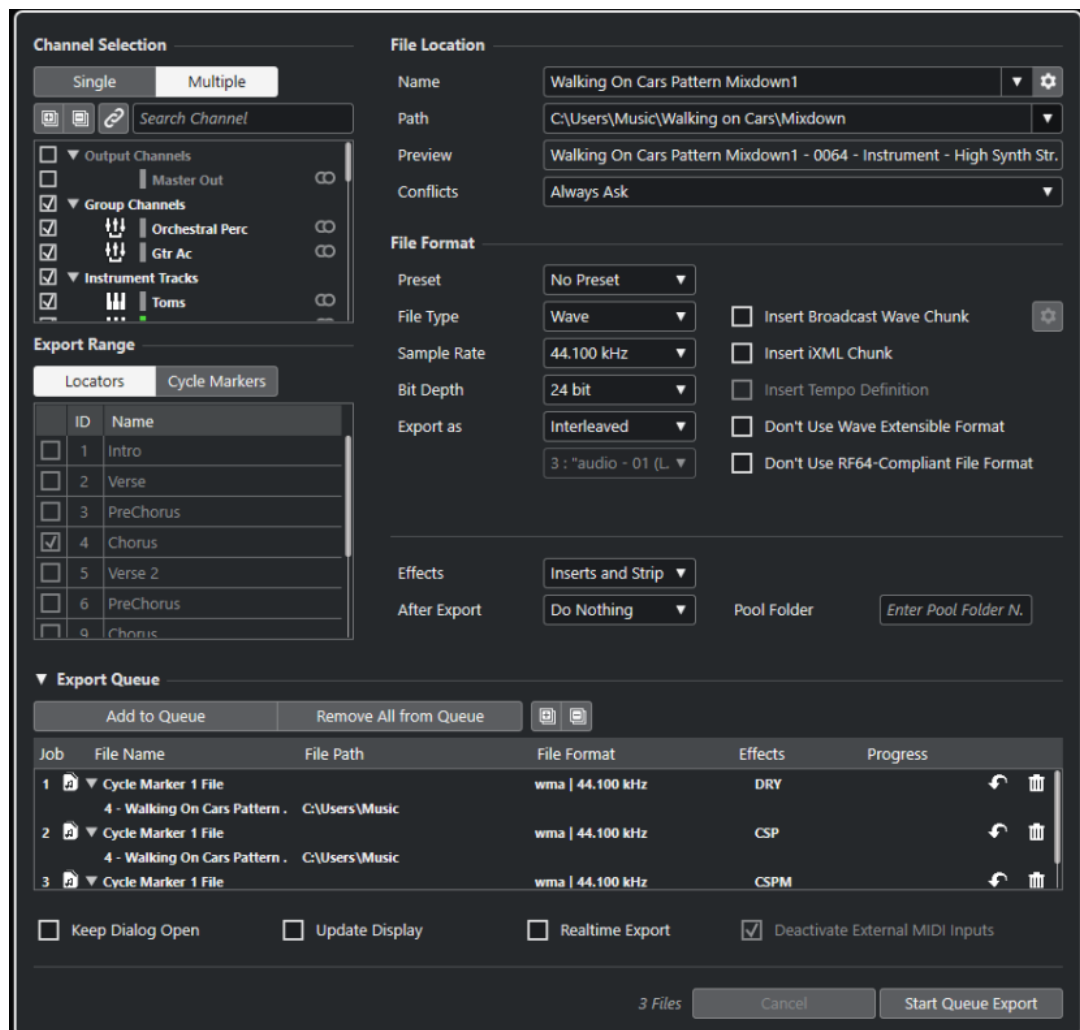 Channel Selection
Single Multiple
Search Channel
Output Channels
Master Out
Group Channels
Orchestral Perc
Gtr Ac
Instrument Tracks
Toms
Export Range
Locators Cycle Markers
ID Name
1 Intro
2 Verse
3 PreChorus
4 Chorus
5 Verse 2
6 PreChorus
9 Chorus
File Location
Name Walking On Cars Pattern Mixdown1
Path C:\Users\Music\Walking on Cars\Mixdown
Preview Walking On Cars Pattern Mixdown1 - 0064 - Instrument - High Synth Str.
Conflicts Always Ask
File Format
Preset No Preset
File Type Wave Insert Broadcast Wave Chunk
Sample Rate 44.100 kHz Insert iXML Chunk
Bit Depth 24 bit Insert Tempo Definition
Export as Interleaved Don't Use Wave Extensible Format
3 : "audio - 01 (L. Don't Use RF64-Compliant File Format
Effects Inserts and Strip
After Export Do Nothing Pool Folder Enter Pool Folder N.
Export Queue
Add to Queue Remove All from Queue
Job File Name File Path File Format Effects Progress
1 Cycle Marker 1 File wma | 44.100 kHz DRY
4 - Walking On Cars Pattern . C:\Users\Music
2 Cycle Marker 1 File wma | 44.100 kHz CSP
4 - Walking On Cars Pattern . C:\Users\Music
3 Cycle Marker 1 File wma | 44.100 kHz CSPM
Keep Dialog Open Update Display Realtime Export Deactivate External MIDI Inputs
3 Files Cancel Start Queue Export